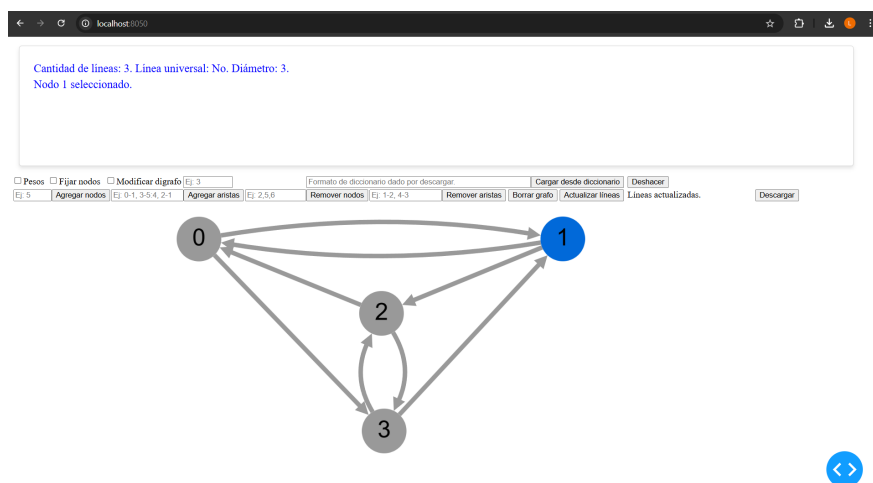 localhost:8050
L
Cantidad de líneas: 3. Línea universal: No. Diámetro: 3.
Nodo 1 seleccionado.
Pesos Fijar nodos Modificar digrafo Ej: 3 Formato de diccionario dado por descargar. Cargar desde diccionario Deshacer
Ej: 5 Agregar nodos Ej: 0-1, 3-5:4, 2-1 Agregar aristas Ej: 2,5,6 Remover nodos Ej: 1-2, 4-3 Remover aristas Borrar grafo Actualizar líneas Líneas actualizadas. Descargar
0 1
2
3